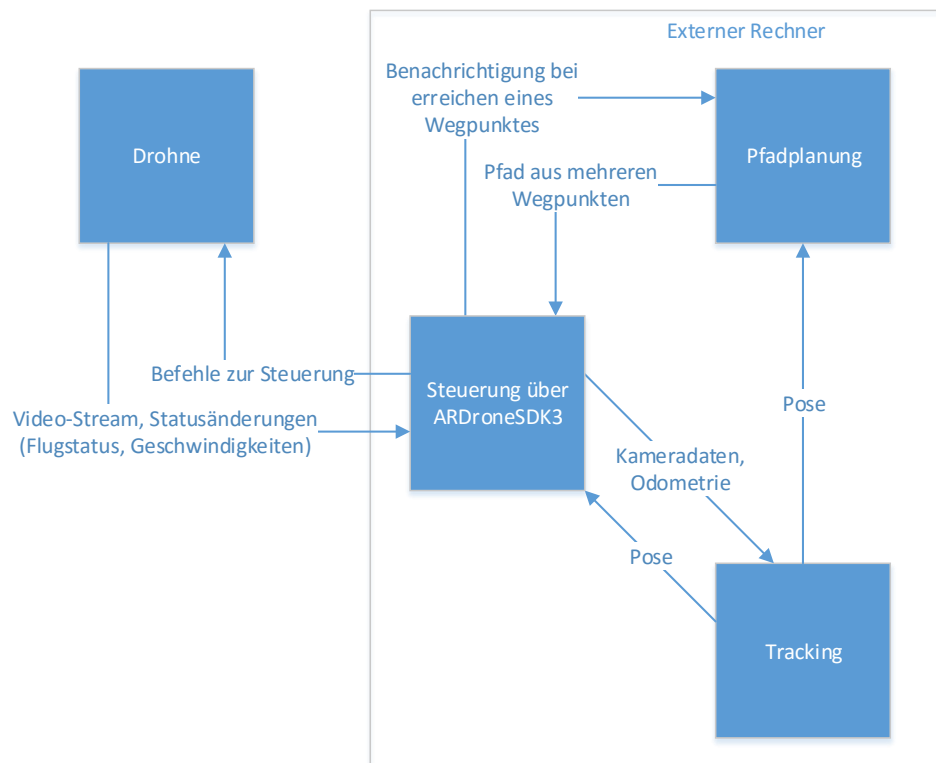 Externer Rechner
Drohne
Benachrichtigung bei
erreichen eines
Wegpunktes
Pfadplanung
Pfad aus mehreren
Wegpunkten
Befehle zur Steuerung
Steuerung über
ARDroneSDK3
Video-Stream, Statusänderungen
(Flugstatus, Geschwindigkeiten)
Pose
Kameradaten,
Odometrie
Pose
Tracking